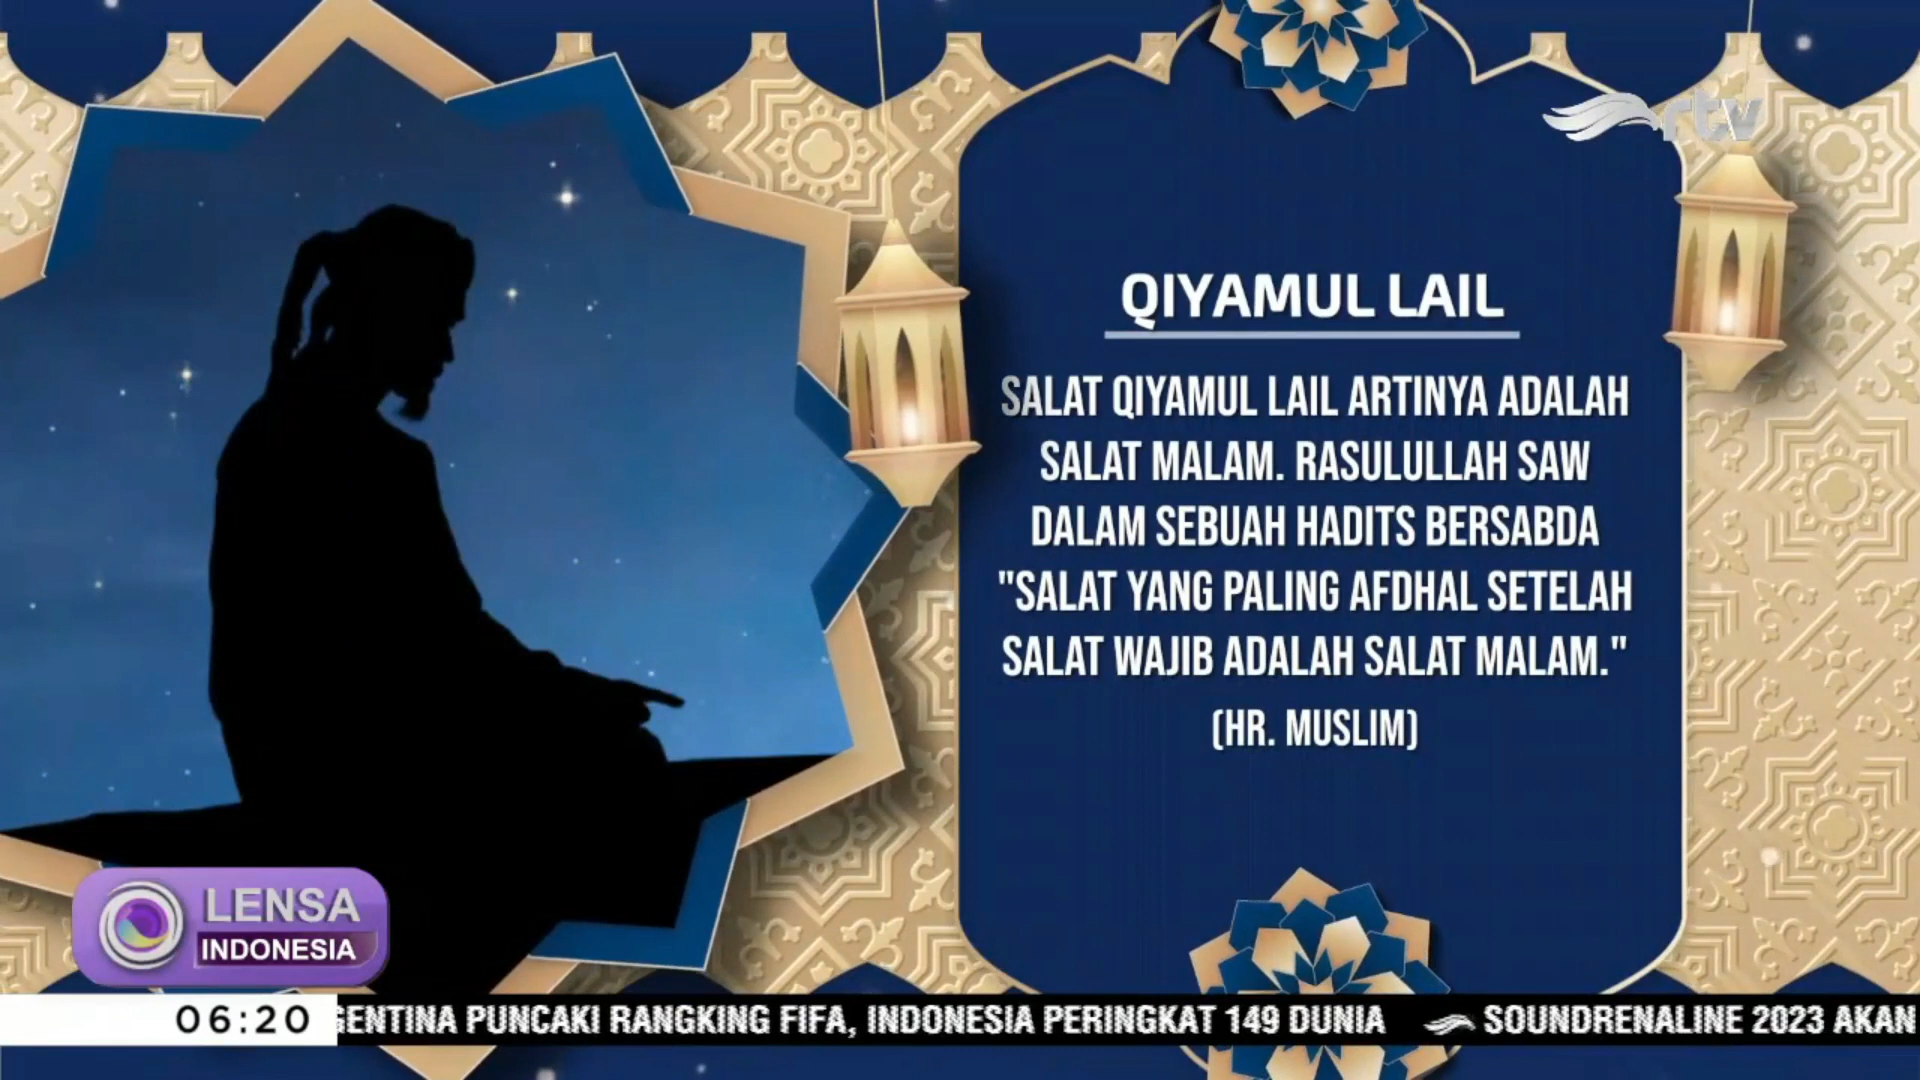 rtv
QIYAMUL LAIL
SALAT QIYAMUL LAIL ARTINYA ADALAH
SALAT MALAM. RASULULLAH SAW
DALAM SEBUAH HADITS BERSABDA
"SALAT YANG PALING AFDHAL SETELAH
SALAT WAJIB ADALAH SALAT MALAM."
(HR. MUSLIM)
LENSA
INDONESIA
06:20
GENTINA PUNCAKI RANGKING FIFA, INDONESIA PERINGKAT 149 DUNIA SOUNDRENALINE 2023 AKAN